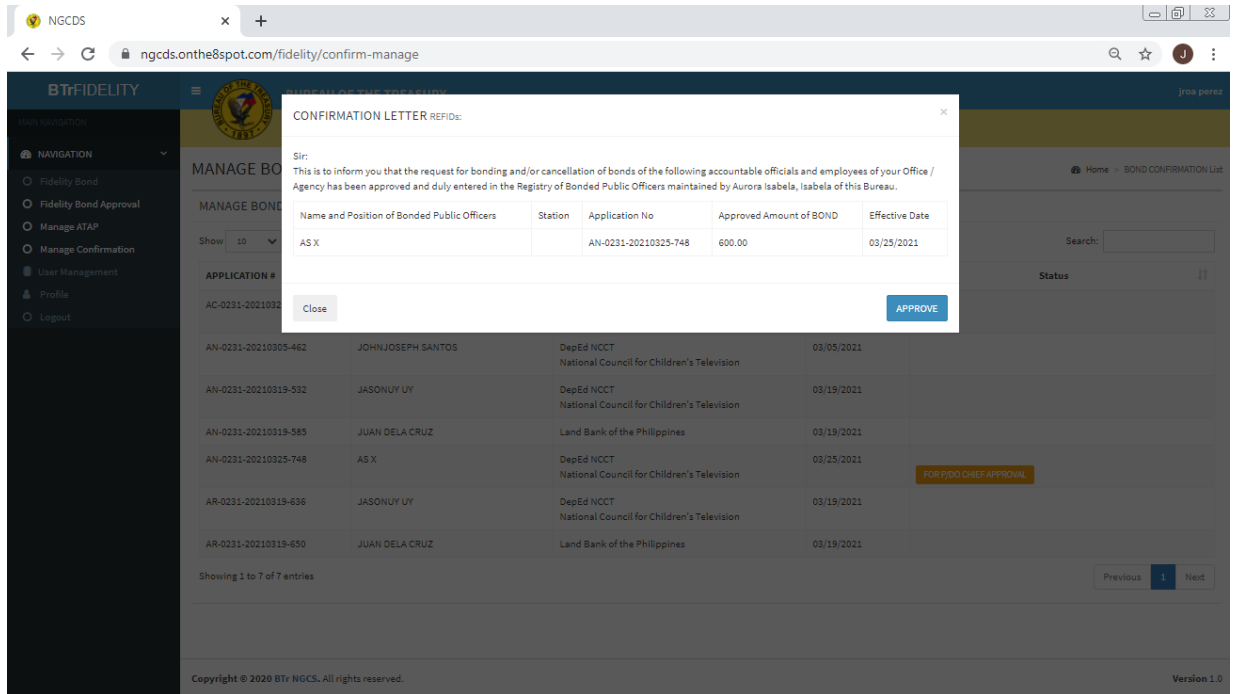 NGCDS
ngcds.onthe8spot.com/fidelity/confirm-manage
J
BTrFIDELITY
BUREAU OF THE TREASURY
jroa perez
MAIN NAVIGATION
NAVIGATION
Fidelity Bond
Fidelity Bond Approval
Manage ATAP
Manage Confirmation
User Management
Profile
Logout
MANAGE BO
Home > BOND CONFIRMATION List
MANAGE BOND
Show 10
Search:
CONFIRMATION LETTER REFIDs:
×
Sir:
This is to inform you that the request for bonding and/or cancellation of bonds of the following accountable officials and employees of your Office /
Agency has been approved and duly entered in the Registry of Bonded Public Officers maintained by Aurora Isabela, Isabela of this Bureau.
Name and Position of Bonded Public Officers Station Application No Approved Amount of BOND Effective Date
AS X AN-0231-20210325-748 600.00 03/25/2021
Close APPROVE
APPLICATION # Status
AC-0231-2021032
AN-0231-20210305-462 JOHNJOSEPH SANTOS DepEd NCCT 03/05/2021
National Council for Children's Television
AN-0231-20210319-532 JASONUY UY DepEd NCCT 03/19/2021
National Council for Children's Television
AN-0231-20210319-585 JUAN DELA CRUZ Land Bank of the Philippines 03/19/2021
AN-0231-20210325-748 AS X DepEd NCCT 03/25/2021
National Council for Children's Television FOR P/DO CHIEF APPROVAL
AR-0231-20210319-636 JASONUY UY DepEd NCCT 03/19/2021
National Council for Children's Television
AR-0231-20210319-650 JUAN DELA CRUZ Land Bank of the Philippines 03/19/2021
Showing 1 to 7 of 7 entries
Previous 1 Next
Copyright © 2020 BTr NGCS. All rights reserved.
Version 1.0